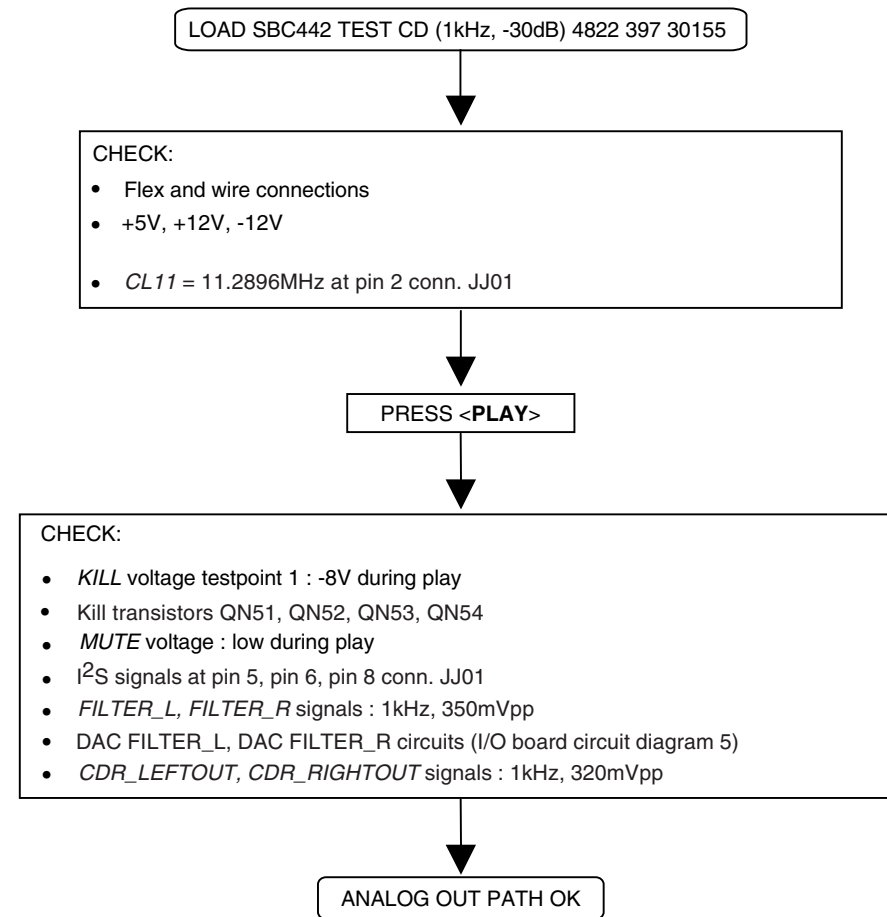 LOAD SBC442 TEST CD (1kHz, -30dB) 4822 397 30155
CHECK:
• Flex and wire connections
• +5V, +12V, -12V
• CL11 = 11.2896MHz at pin 2 conn. JJ01
PRESS <PLAY>
CHECK:
• KILL voltage testpoint 1 : -8V during play
• Kill transistors QN51, QN52, QN53, QN54
• MUTE voltage : low during play
• I²S signals at pin 5, pin 6, pin 8 conn. JJ01
• FILTER_L, FILTER_R signals : 1kHz, 350mVpp
• DAC FILTER_L, DAC FILTER_R circuits (I/O board circuit diagram 5)
• CDR_LEFTOUT, CDR_RIGHTOUT signals : 1kHz, 320mVpp
ANALOG OUT PATH OK